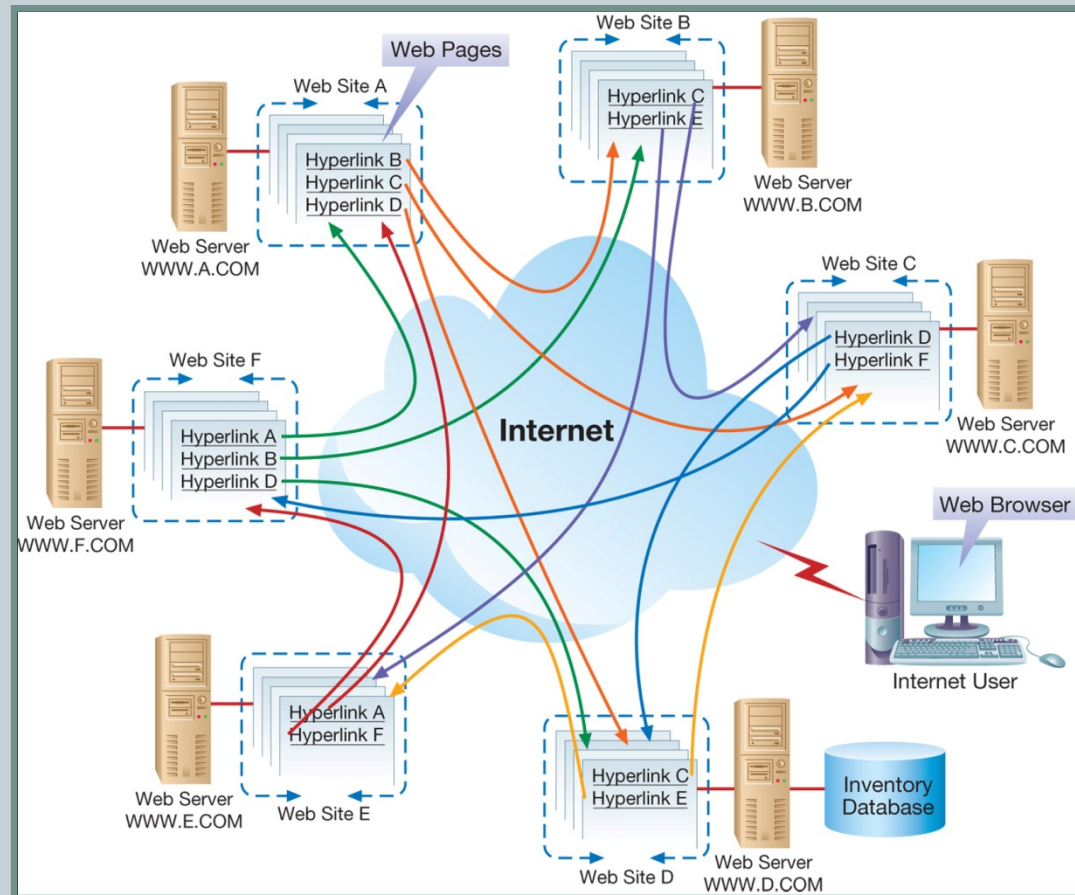 Web Pages
Web Site A
Hyperlink B
Hyperlink C
Hyperlink D
Web Server
WWW.A.COM
Web Site B
Hyperlink C
Hyperlink E
Web Server
WWW.B.COM
Web Site C
Hyperlink D
Hyperlink F
Web Server
WWW.C.COM
Web Site F
Hyperlink A
Hyperlink B
Hyperlink D
Web Server
WWW.F.COM
Internet
Web Browser
Internet User
Hyperlink A
Hyperlink F
Web Site E
Web Server
WWW.E.COM
Hyperlink C
Hyperlink E
Web Site D
Web Server
WWW.D.COM
Inventory
Database